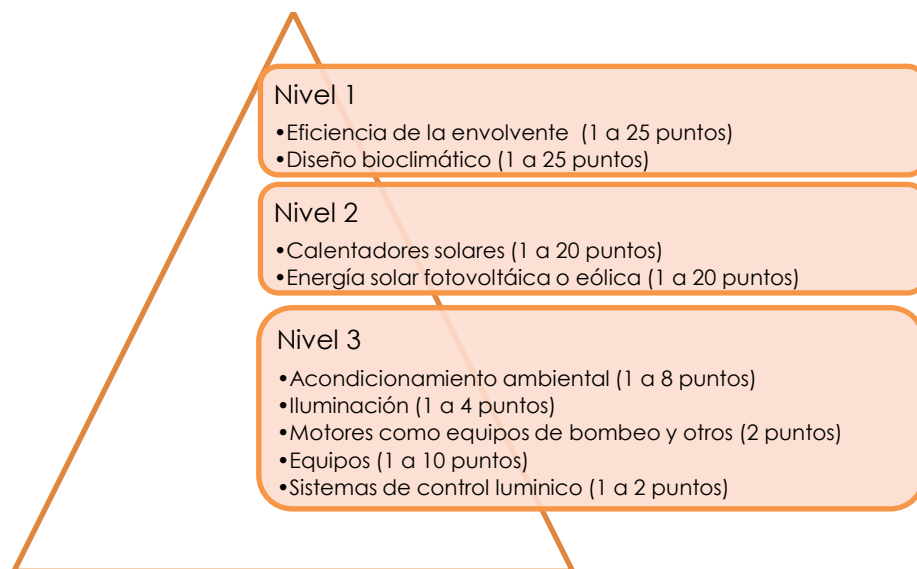 Nivel 1
•Eficiencia de la envolvente (1 a 25 puntos)
•Diseño bioclimático (1 a 25 puntos)
Nivel 2
•Calentadores solares (1 a 20 puntos)
•Energía solar fotovoltáica o eólica (1 a 20 puntos)
Nivel 3
•Acondicionamiento ambiental (1 a 8 puntos)
•Iluminación (1 a 4 puntos)
•Motores como equipos de bombeo y otros (2 puntos)
•Equipos (1 a 10 puntos)
•Sistemas de control luminico (1 a 2 puntos)